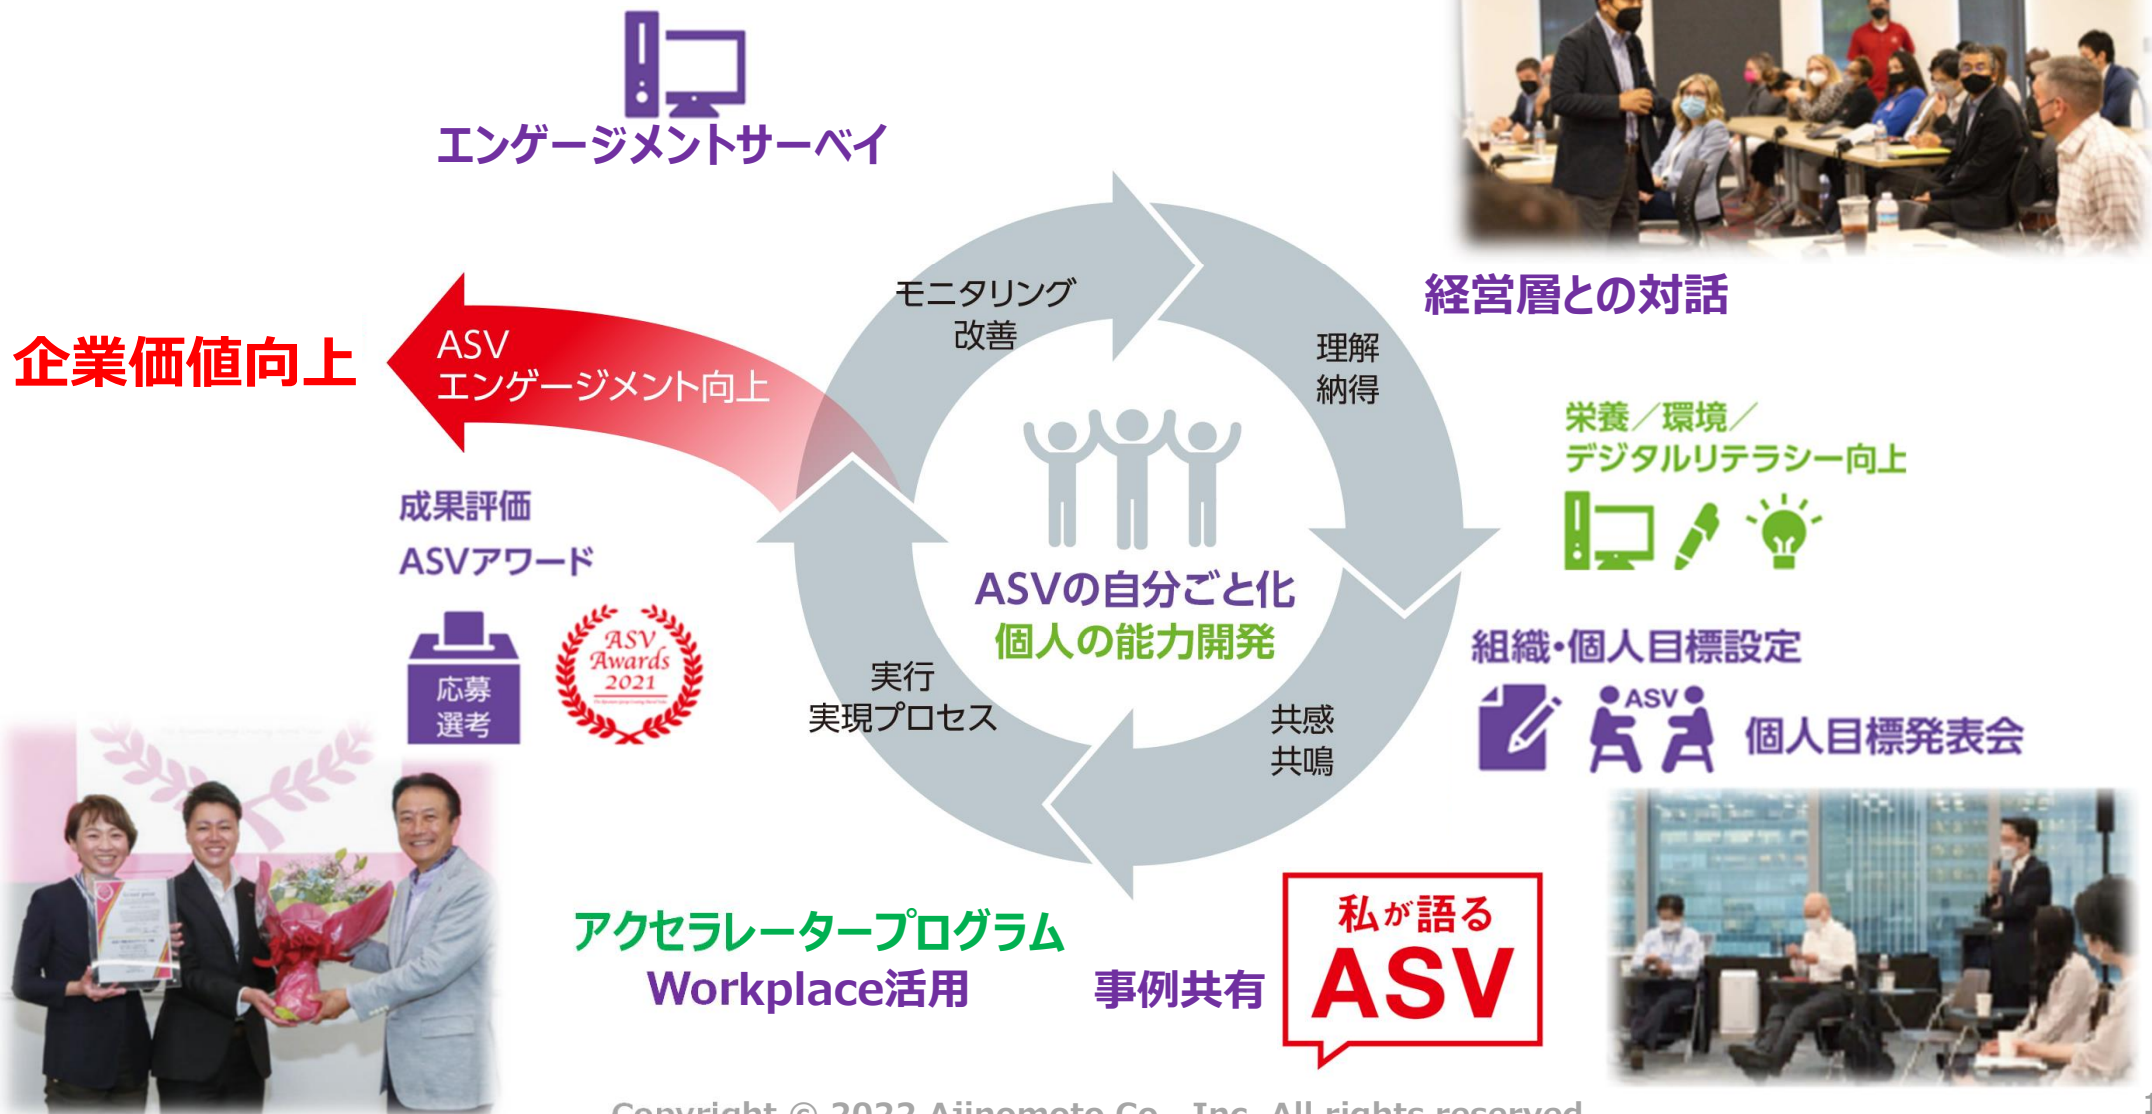 エンゲージメントサーベイ
経営層との対話
企業価値向上
ASV
エンゲージメント向上
モニタリング
改善
理解
納得
栄養／環境／
デジタルリテラシー向上
成果評価
ASVアワード
応募
選考
ASV
Awards
2021
ASVの自分ごと化
個人の能力開発
組織・個人目標設定
ASV
個人目標発表会
実行
実現プロセス
共感
共鳴
アクセラレータープログラム
Workplace活用
事例共有
私が語る
ASV
Copyright © 2022 Ajinomoto Co., Inc. All rights reserved